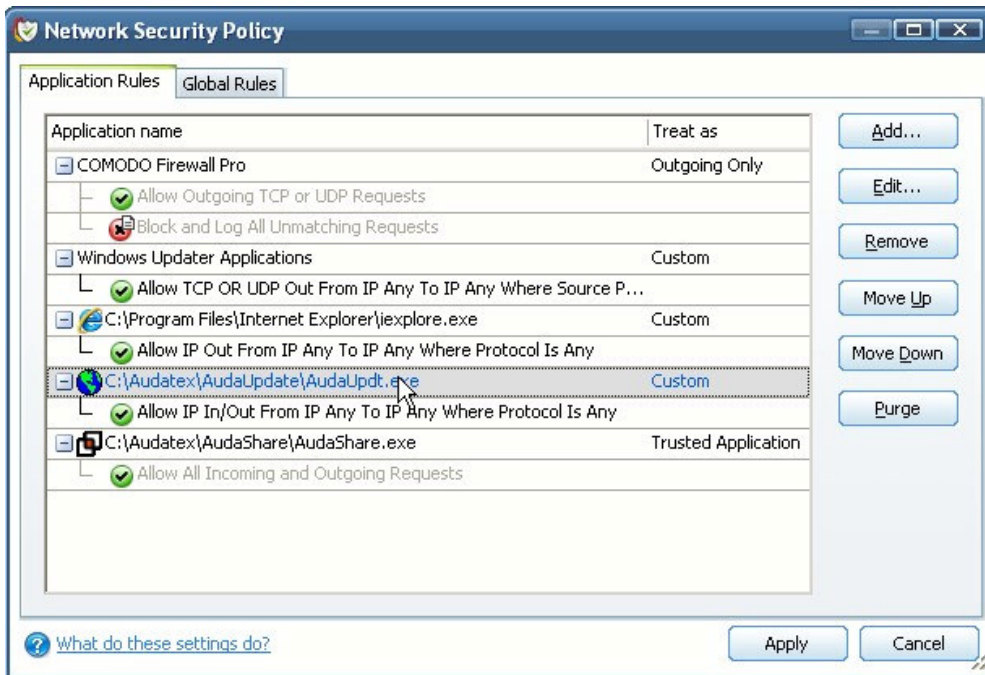 Network Security Policy
Application Rules
Global Rules
Application name Treat as
COMODO Firewall Pro Outgoing Only
Allow Outgoing TCP or UDP Requests
Block and Log All Unmatching Requests
Windows Updater Applications Custom
Allow TCP OR UDP Out From IP Any To IP Any Where Source P...
C:\Program Files\Internet Explorer\iexplore.exe Custom
Allow IP Out From IP Any To IP Any Where Protocol Is Any
C:\Audatex\AudaUpdate\AudaUpdt.exe Custom
Allow IP In/Out From IP Any To IP Any Where Protocol Is Any
C:\Audatex\AudaShare\AudaShare.exe Trusted Application
Allow All Incoming and Outgoing Requests
Add...
Edit...
Remove
Move Up
Move Down
Purge
What do these settings do?
Apply
Cancel